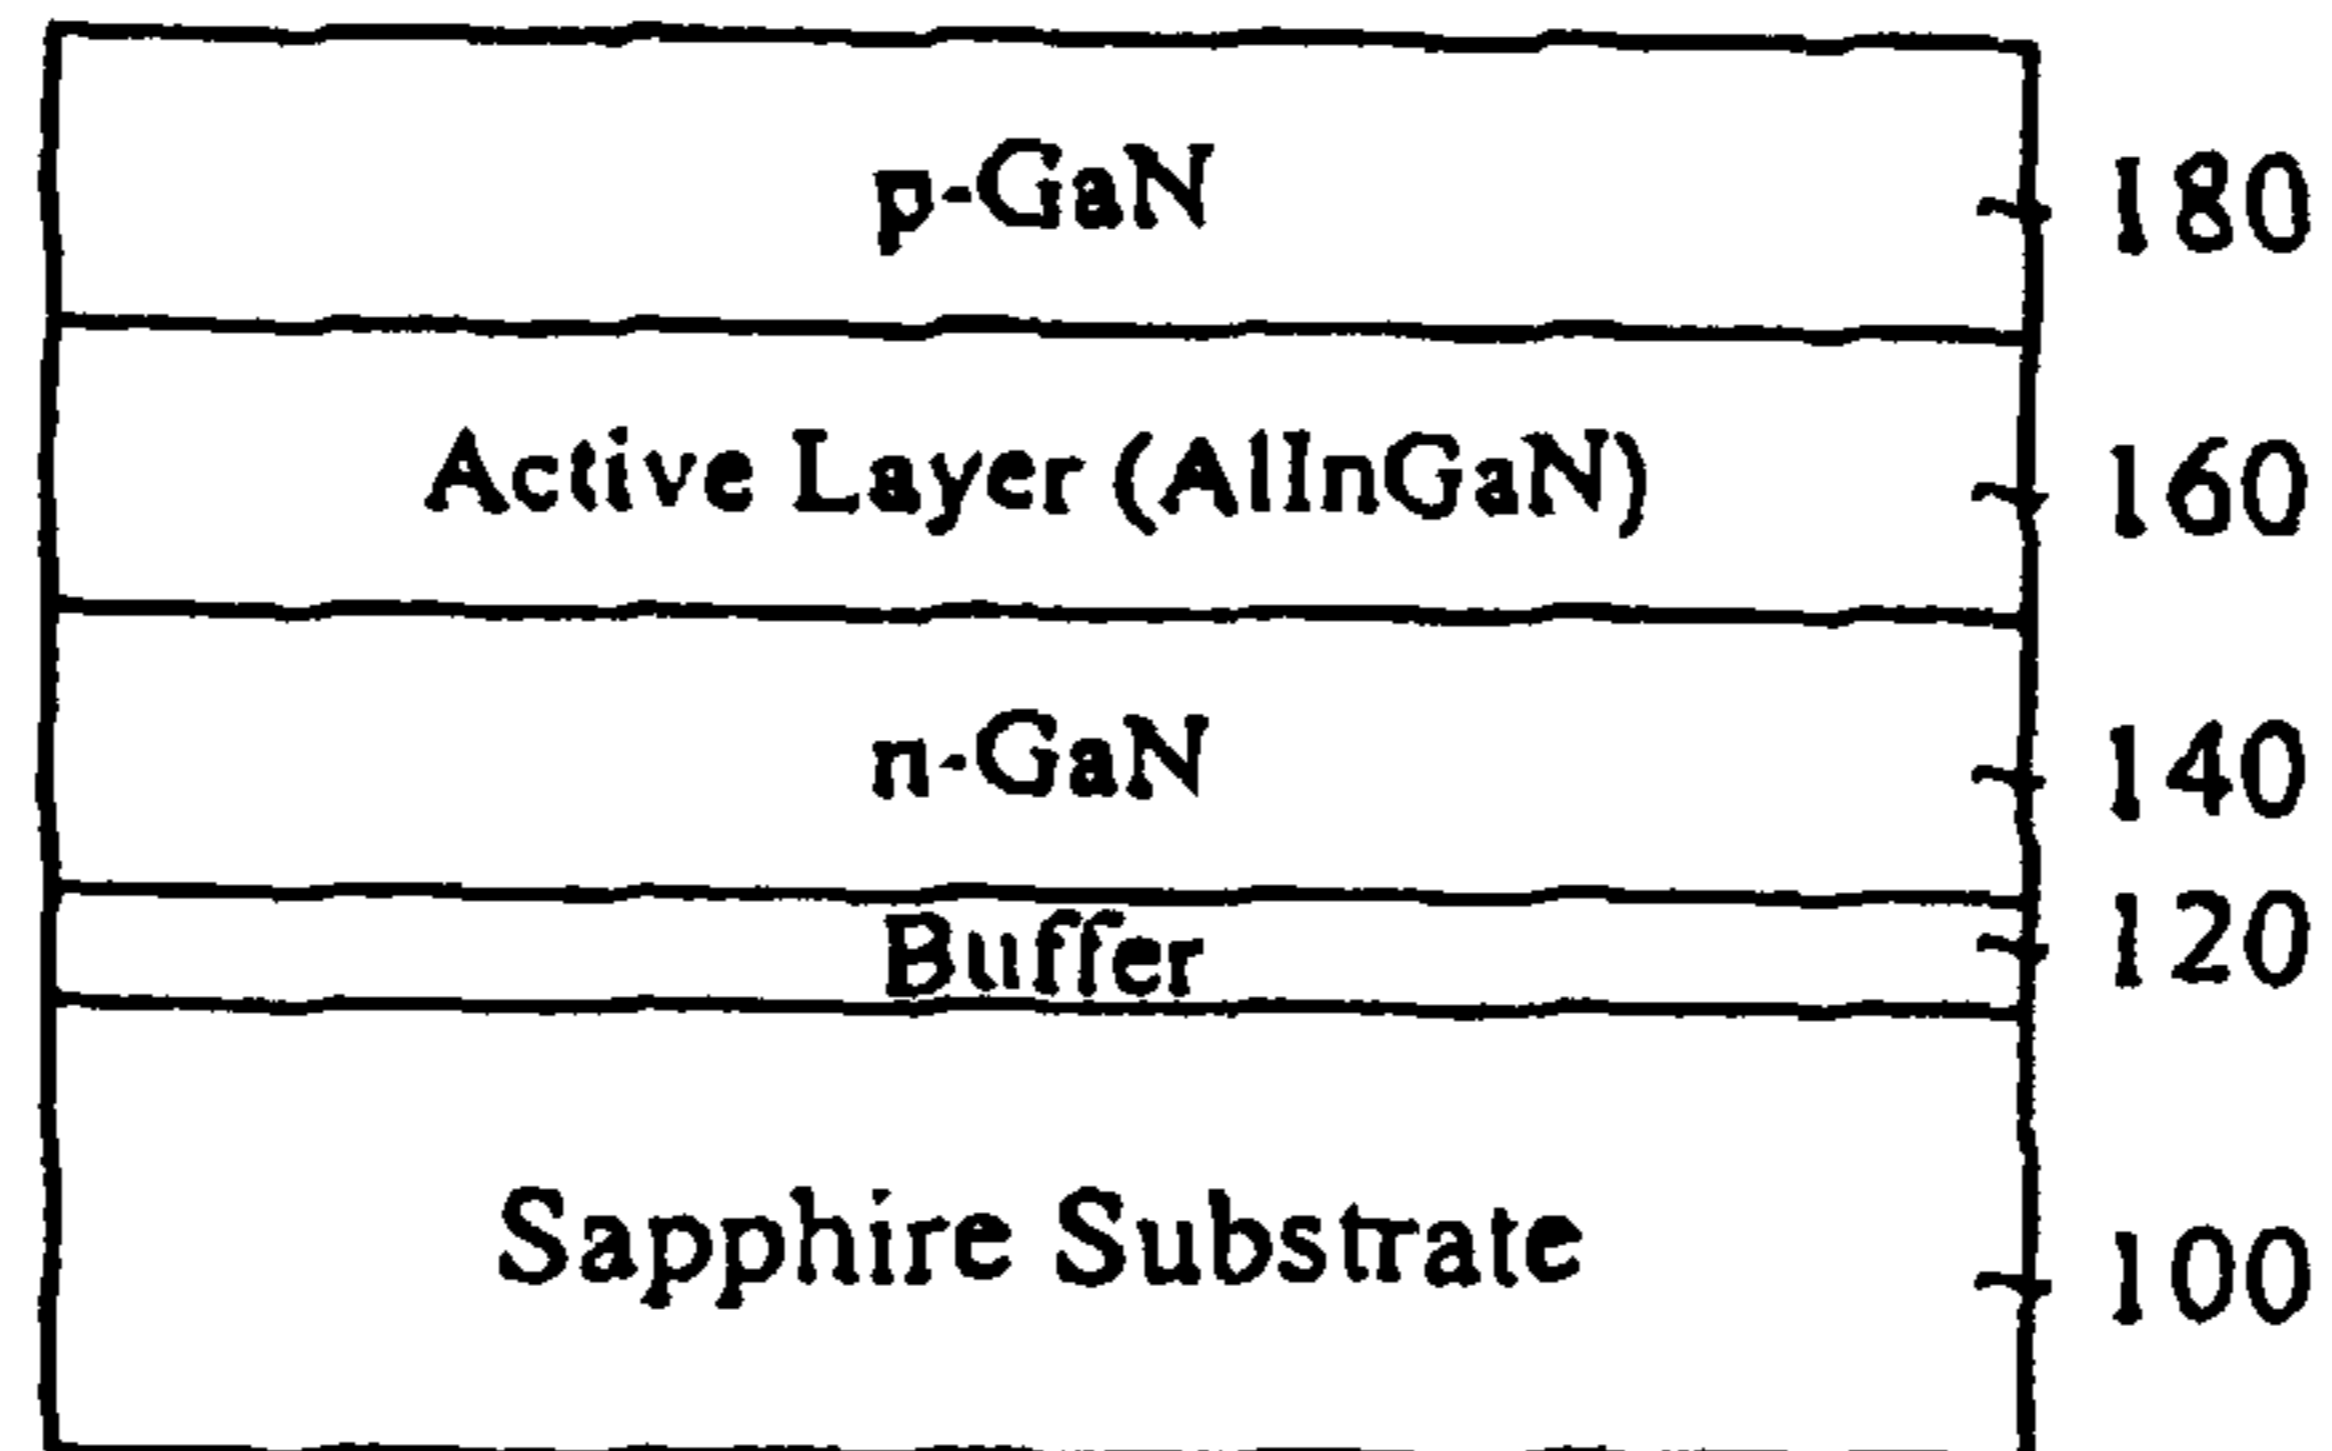 p-GaN 180
Active Layer (AlInGaN) 160
n-GaN 140
Buffer 120
Sapphire Substrate 100